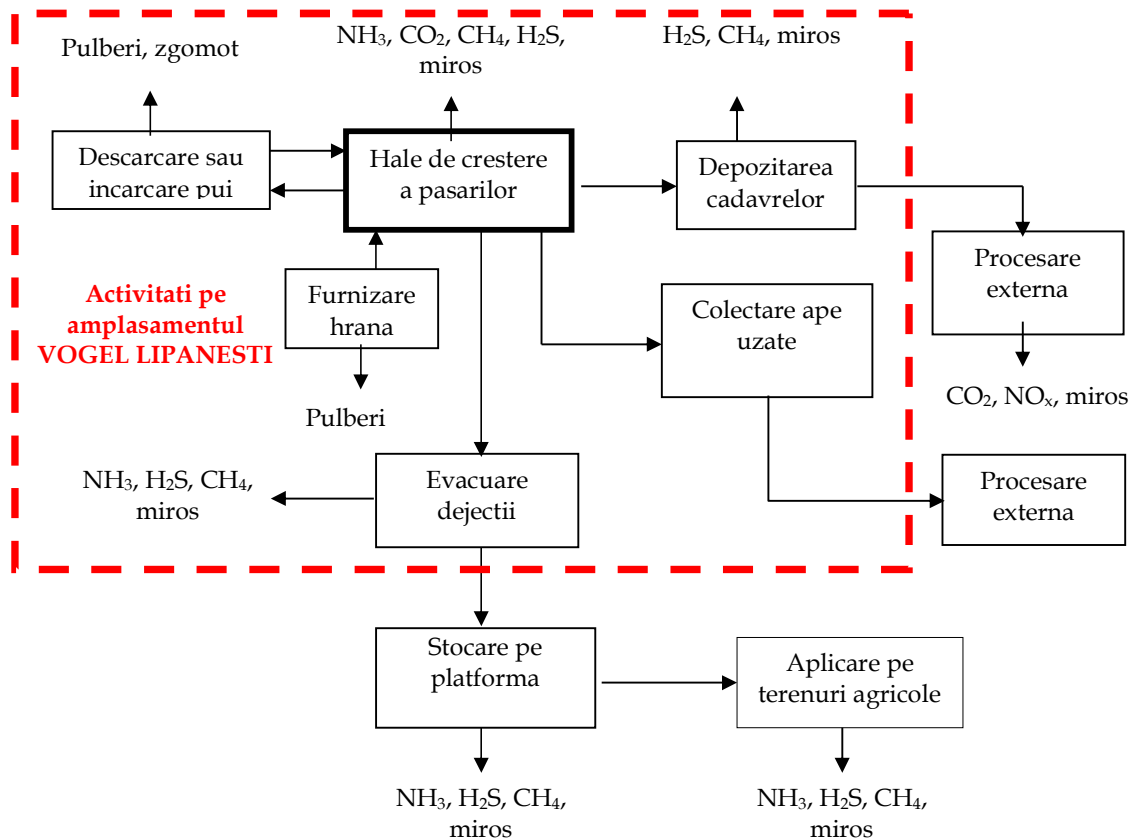 Pulberi, zgomot
NH₃, CO₂, CH₄, H₂S,
miros
H₂S, CH₄, miros
Descarcare sau
incarcare pui
Hale de crestere
a pasarilor
Depozitarea
cadavrelor
Procesare
externa
Activitati pe
amplasamentul
VOGEL LIPANESTI
Furnizare
hrana
Colectare ape
uzate
Pulberi
CO₂, NOₓ, miros
NH₃, H₂S, CH₄,
miros
Evacuare
dejectii
Procesare
externa
Stocare pe
platforma
Aplicare pe
terenuri agricole
NH₃, H₂S, CH₄,
miros
NH₃, H₂S, CH₄,
miros